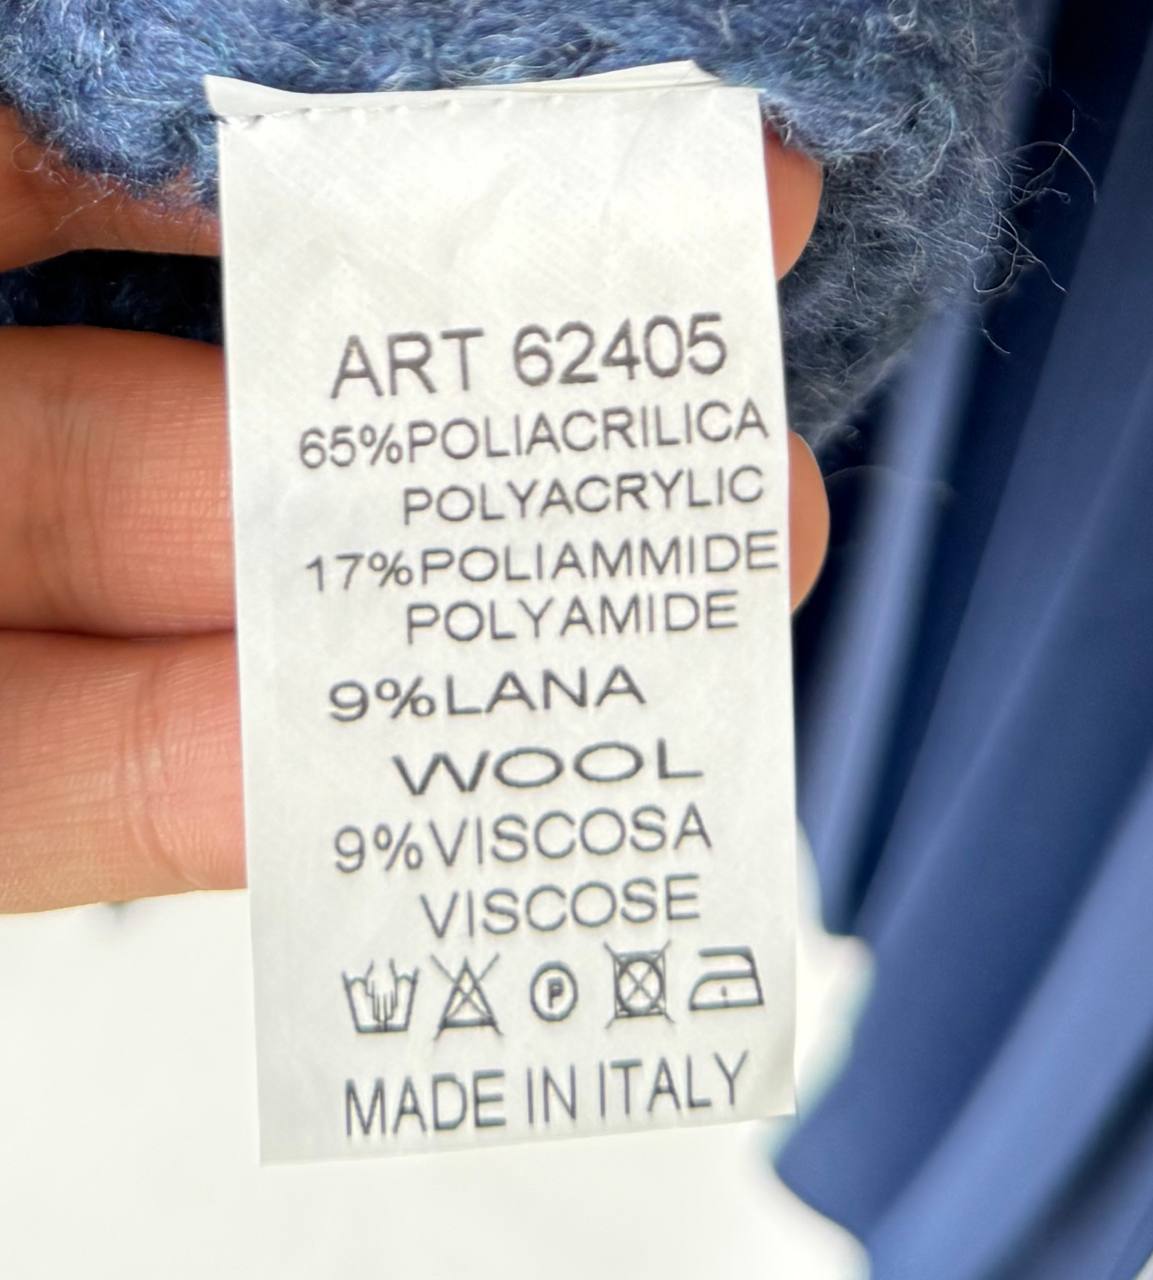 ART 62405
65%POLIACRILICA
POLYACRYLIC
17%POLIAMMIDE
POLYAMIDE
9%LANA
WOOL
9%VISCOSA
VISCOSE
P
MADE IN ITALY